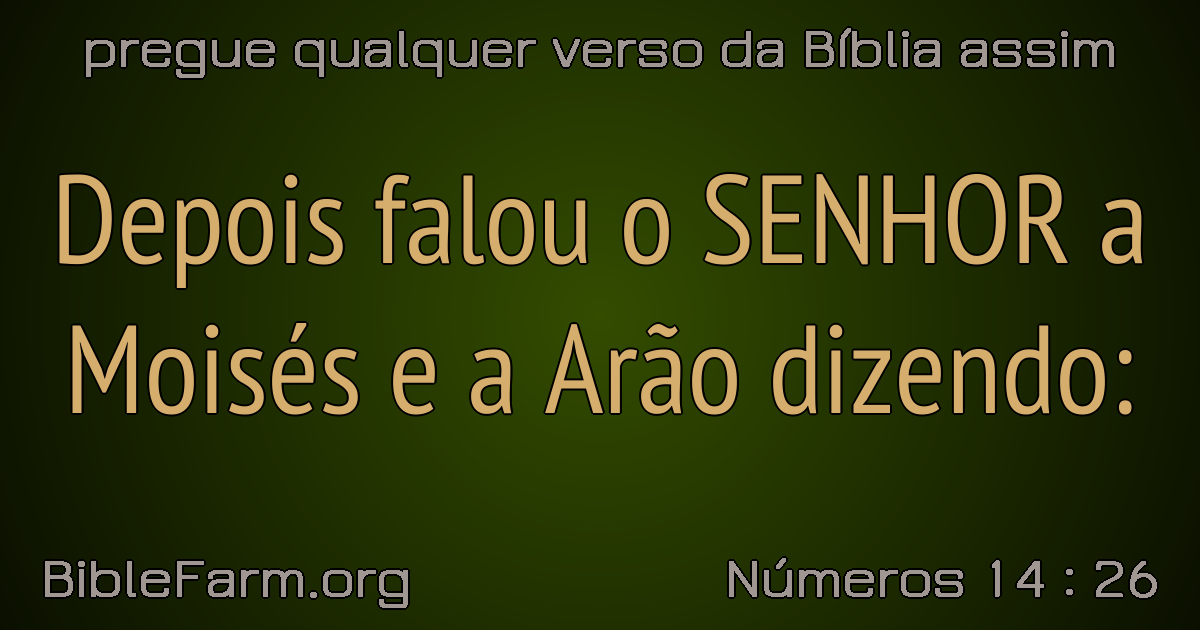 pregue qualquer verso da Bíblia assim
Depois falou o SENHOR a
Moisés e a Arão dizendo:
BibleFarm.org
Números 14 : 26